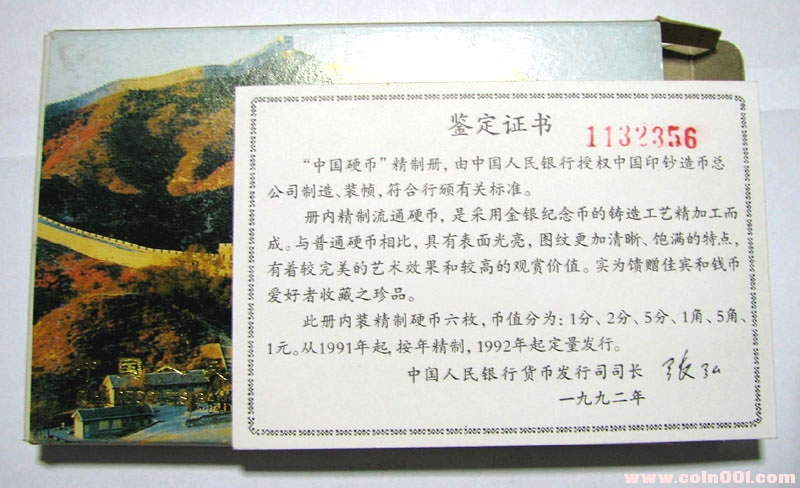 鉴定证书
1132356
“中国硬币”精制册，由中国人民银行授权中国印钞造币总
公司制造、装帧，符合行颁有关标准。
册内精制流通硬币，是采用金银纪念币的铸造工艺精加工而
成。与普通硬币相比，具有表面光亮，图纹更加清晰、饱满的特点，
有着较完美的艺术效果和较高的观赏价值。实为馈赠佳宾和钱币
爱好者收藏之珍品。
此册内装精制硬币六枚，币值分为：1分、2分、5分、1角、5角、
1元。从1991年起，按年精制，1992年起定量发行。
中国人民银行货币发行司司长 张弘
一九九二年
www.coin001.com